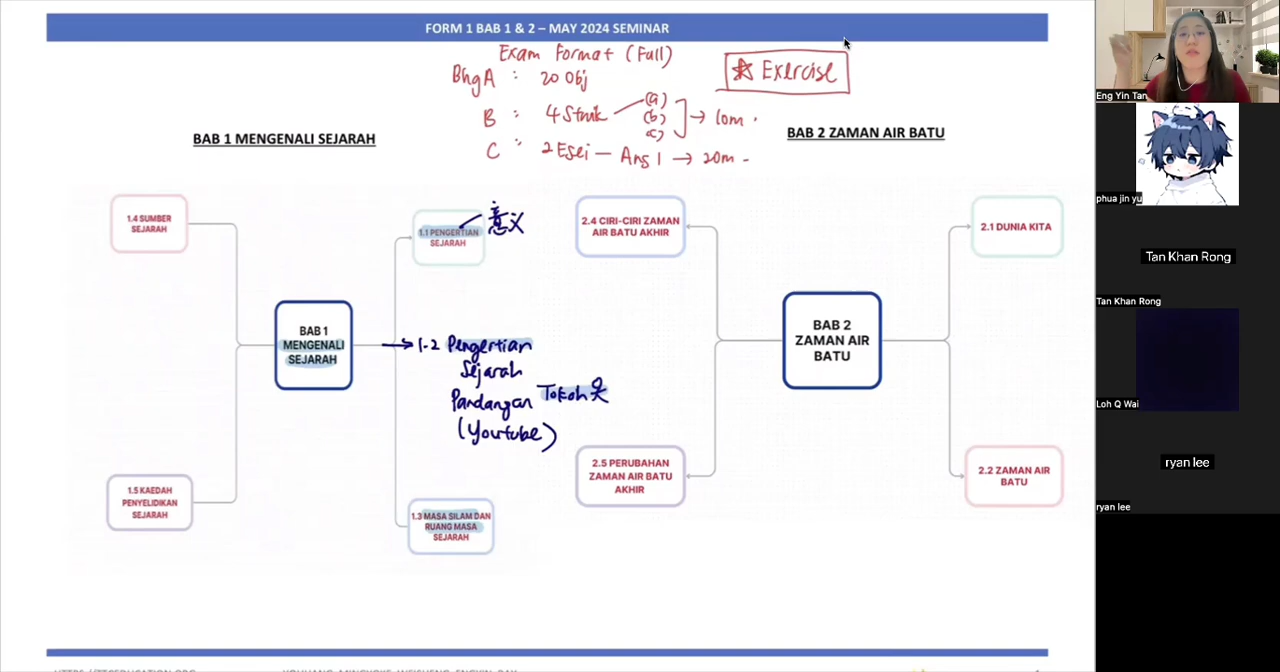 FORM 1 BAB 1 & 2 – MAY 2024 SEMINAR
Exam Format (Full)
BhgA : 20 Obj
B : 4 Struk (a) (b) (c) → 10m.
C : 2 Esei — Ans 1 → 20m -
☆ Exercise
BAB 1 MENGENALI SEJARAH
1.4 SUMBER
SEJARAH
1.1 PENGERTIAN
SEJARAH
意义
BAB 1
MENGENALI
SEJARAH
→ 1-2 Pengertian
Sejarah
Pandangan Tokoh
(Youtube)
1.5 KAEDAH
PENYELIDIKAN
SEJARAH
1.3 MASA SILAM DAN
RUANG MASA
SEJARAH
BAB 2 ZAMAN AIR BATU
2.4 CIRI-CIRI ZAMAN
AIR BATU AKHIR
2.1 DUNIA KITA
BAB 2
ZAMAN AIR
BATU
2.5 PERUBAHAN
ZAMAN AIR BATU
AKHIR
2.2 ZAMAN AIR
BATU
Eng Yin Tan
phua jin yu
Tan Khan Rong
Tan Khan Rong
Loh Q Wai
ryan lee
ryan lee